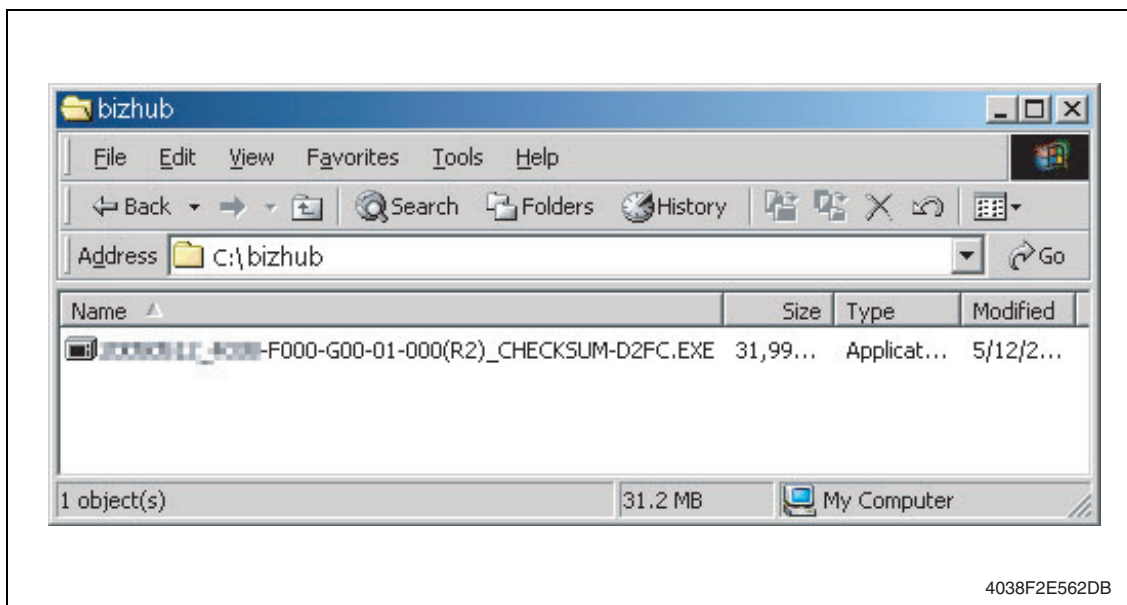 bizhub
File Edit View Favorites Tools Help
Back Search Folders History
Address C:\bizhub Go
Name Size Type Modified
-F000-G00-01-000(R2)_CHECKSUM-D2FC.EXE 31,99... Applicat... 5/12/2...
1 object(s) 31.2 MB My Computer
4038F2E562DB